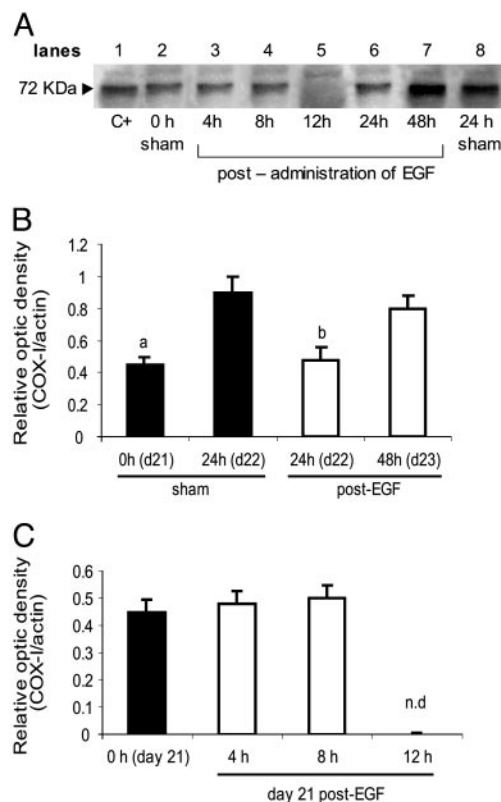 A
lanes 1 2 3 4 5 6 7 8
72 KDa
C+ 0 h 4h 8h 12h 24h 48h 24 h
sham sham
post – administration of EGF
B
Relative optic density
(COX-I/actin)
1.2
1
0.8
0.6
0.4
0.2
0
a
b
0h (d21) 24h (d22) 24h (d22) 48h (d23)
sham post-EGF
C
Relative optic density
(COX-I/actin)
0.6
0.5
0.4
0.3
0.2
0.1
0
n.d
0 h (day 21) 4 h 8 h 12 h
day 21 post-EGF